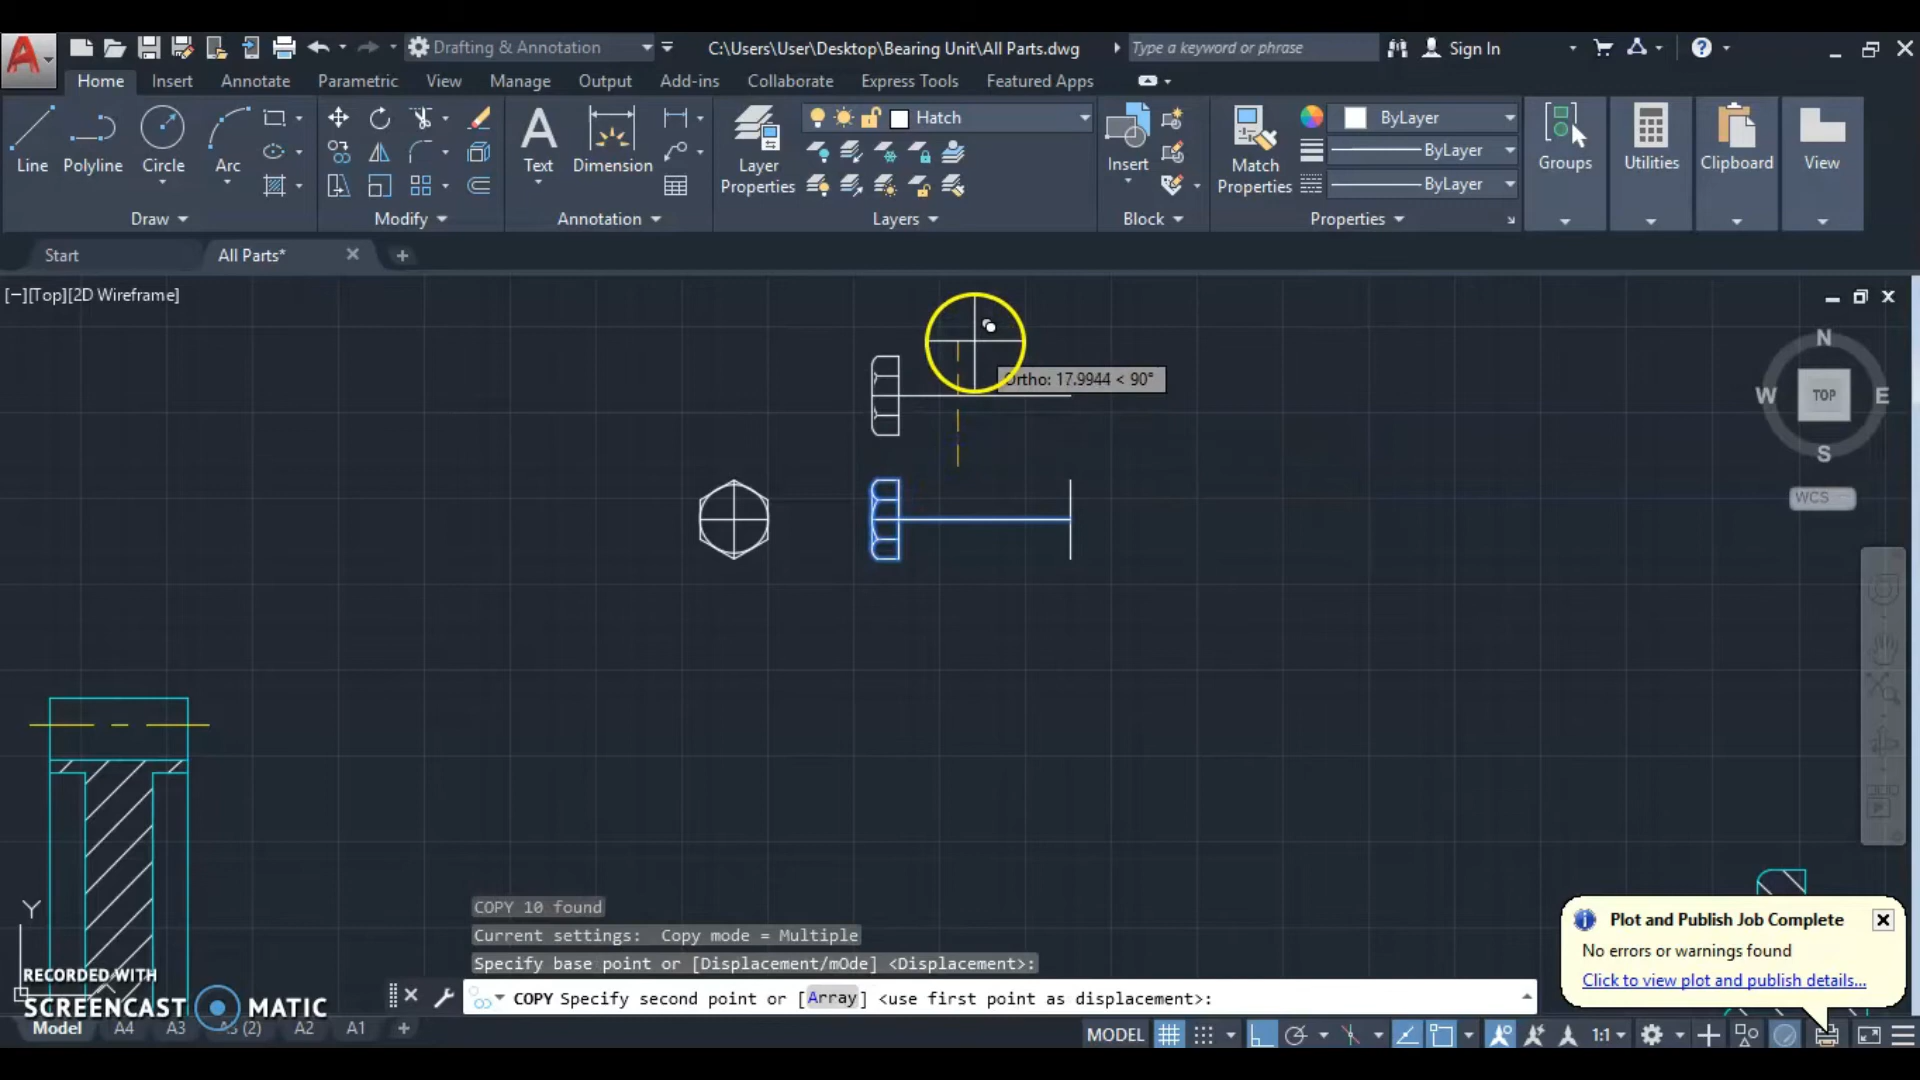 Drafting & Annotation
C:\Users\User\Desktop\Bearing Unit\All Parts.dwg
Type a keyword or phrase
Sign In
Home Insert Annotate Parametric View Manage Output Add-ins Collaborate Express Tools Featured Apps
Hatch
ByLayer
ByLayer
ByLayer
Line Polyline Circle Arc
Text Dimension
Layer Properties
Insert
Match Properties
Groups Utilities Clipboard View
Draw Modify Annotation Layers Block Properties
Start All Parts*
[−][Top][2D Wireframe]
N
W TOP E
S
WCS
Ortho: 17.9944 < 90°
Y
COPY 10 found
Current settings: Copy mode = Multiple
Specify base point or [Displacement/mOde] <Displacement>:
COPY Specify second point or [Array] <use first point as displacement>:
Plot and Publish Job Complete
No errors or warnings found
Click to view plot and publish details...
RECORDED WITH
SCREENCAST MATIC
Model A4 A3 A2 A1
MODEL 1:1